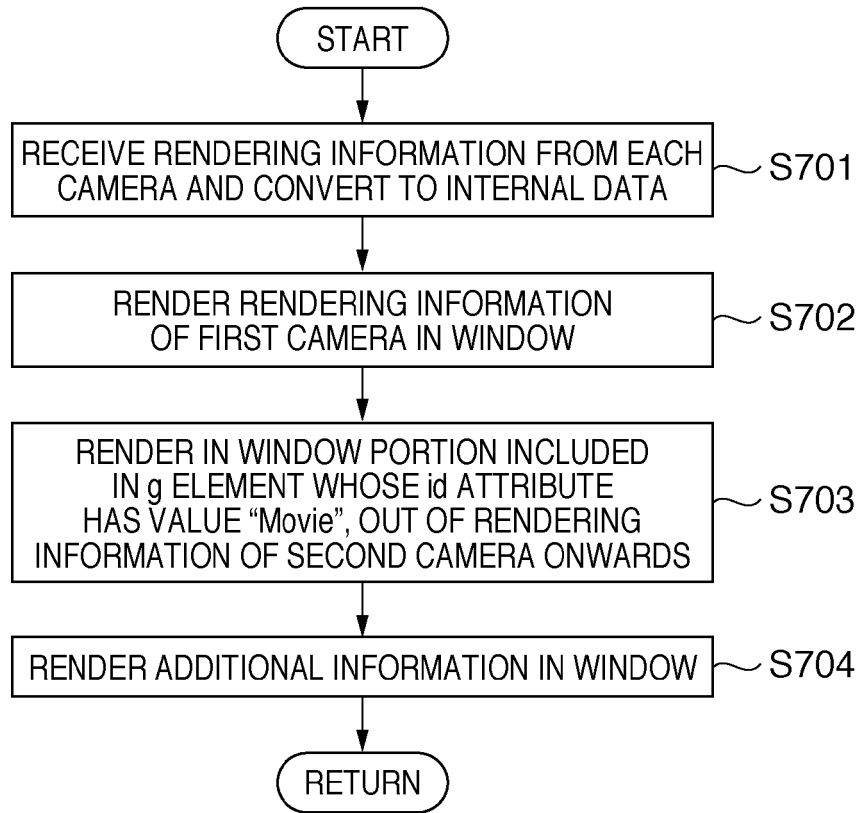 START
RECEIVE RENDERING INFORMATION FROM EACH
CAMERA AND CONVERT TO INTERNAL DATA
S701
RENDER RENDERING INFORMATION
OF FIRST CAMERA IN WINDOW
S702
RENDER IN WINDOW PORTION INCLUDED
IN g ELEMENT WHOSE id ATTRIBUTE
HAS VALUE “Movie”, OUT OF RENDERING
INFORMATION OF SECOND CAMERA ONWARDS
S703
RENDER ADDITIONAL INFORMATION IN WINDOW
S704
RETURN